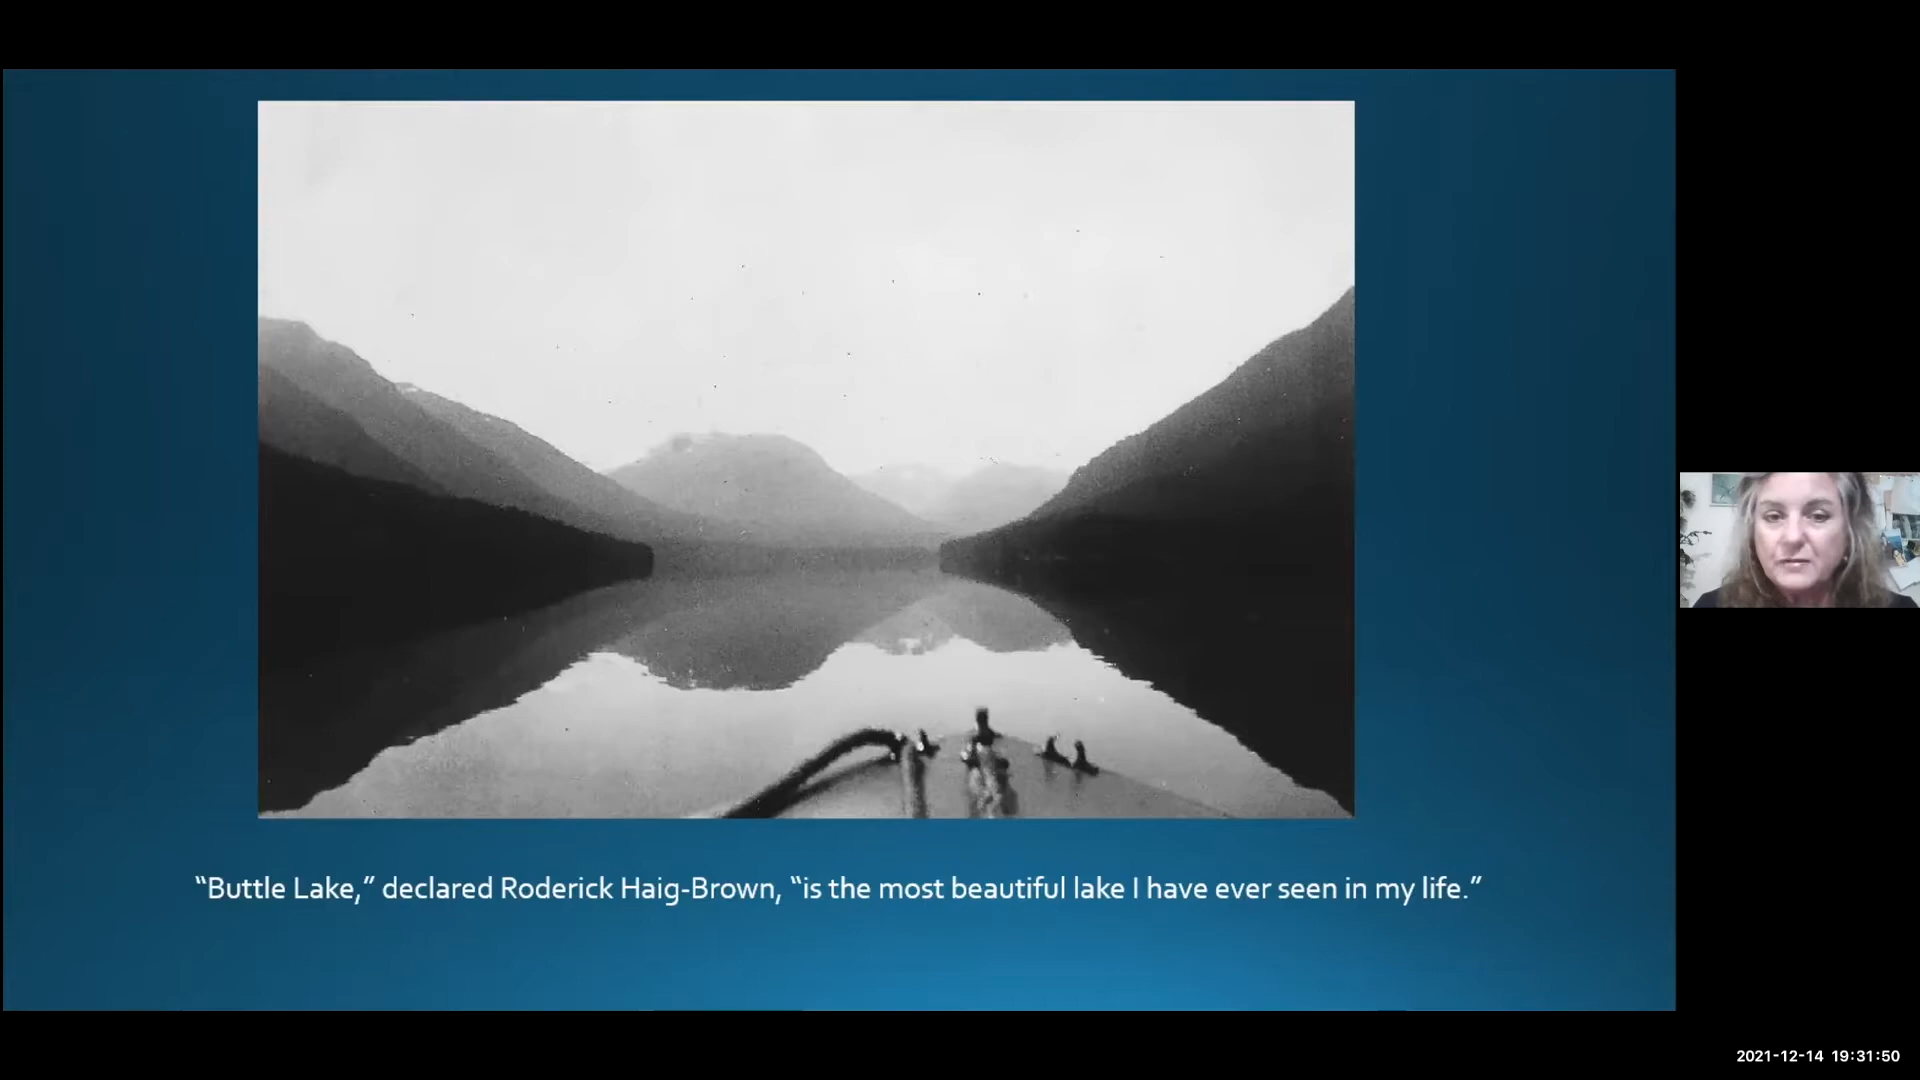 “Buttle Lake,” declared Roderick Haig-Brown, “is the most beautiful lake I have ever seen in my life.”
2021-12-14 19:31:50